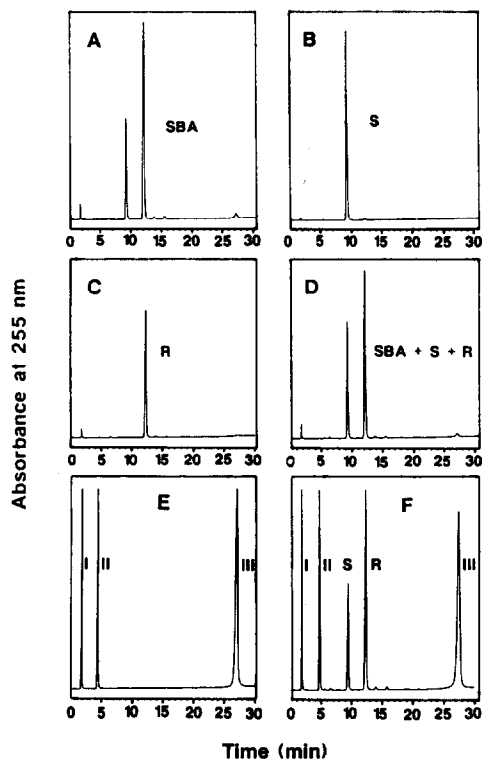 Absorbance at 255 nm
A
SBA
0 5 10 15 20 25 30
B
S
0 5 10 15 20 25 30
C
R
0 5 10 15 20 25 30
D
SBA + S + R
0 5 10 15 20 25 30
E
I II III
0 5 10 15 20 25 30
F
I II S R III
0 5 10 15 20 25 30
Time (min)